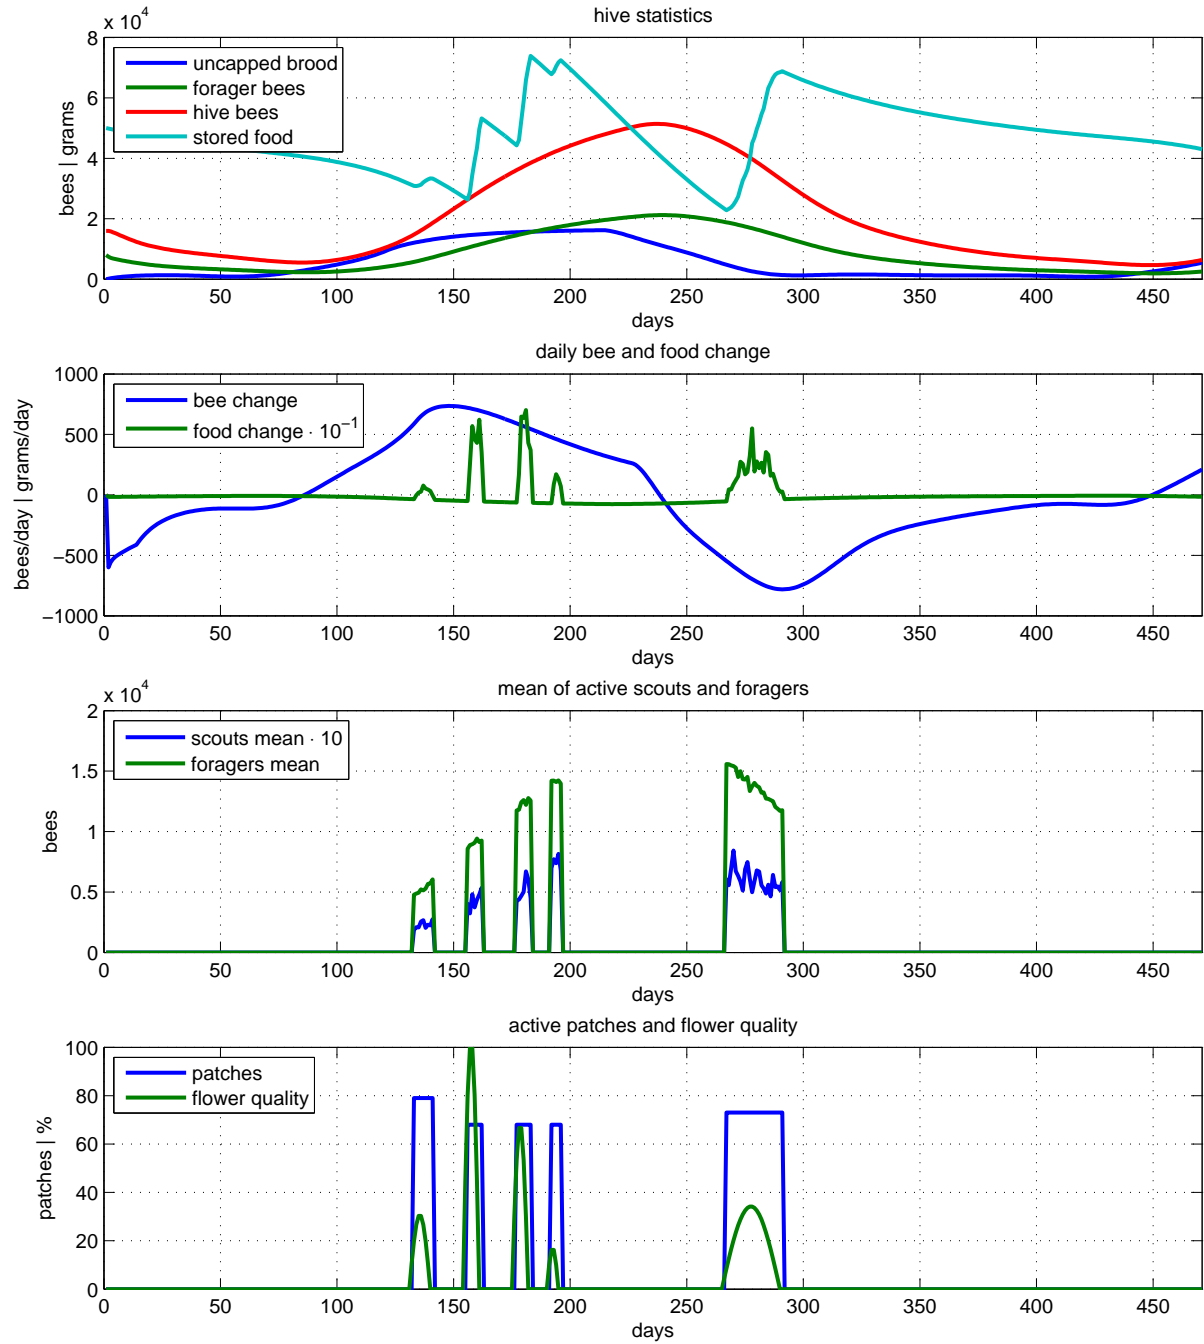 hive statistics
x 10^4
8
6
4
2
0
bees | grams
uncapped brood
forager bees
hive bees
stored food
0 50 100 150 200 250 300 350 400 450
days
daily bee and food change
1000
500
0
−500
−1000
bees/day | grams/day
bee change
food change · 10^−1
0 50 100 150 200 250 300 350 400 450
days
mean of active scouts and foragers
x 10^4
2
1.5
1
0.5
0
bees
scouts mean · 10
foragers mean
0 50 100 150 200 250 300 350 400 450
days
active patches and flower quality
100
80
60
40
20
0
patches | %
patches
flower quality
0 50 100 150 200 250 300 350 400 450
days